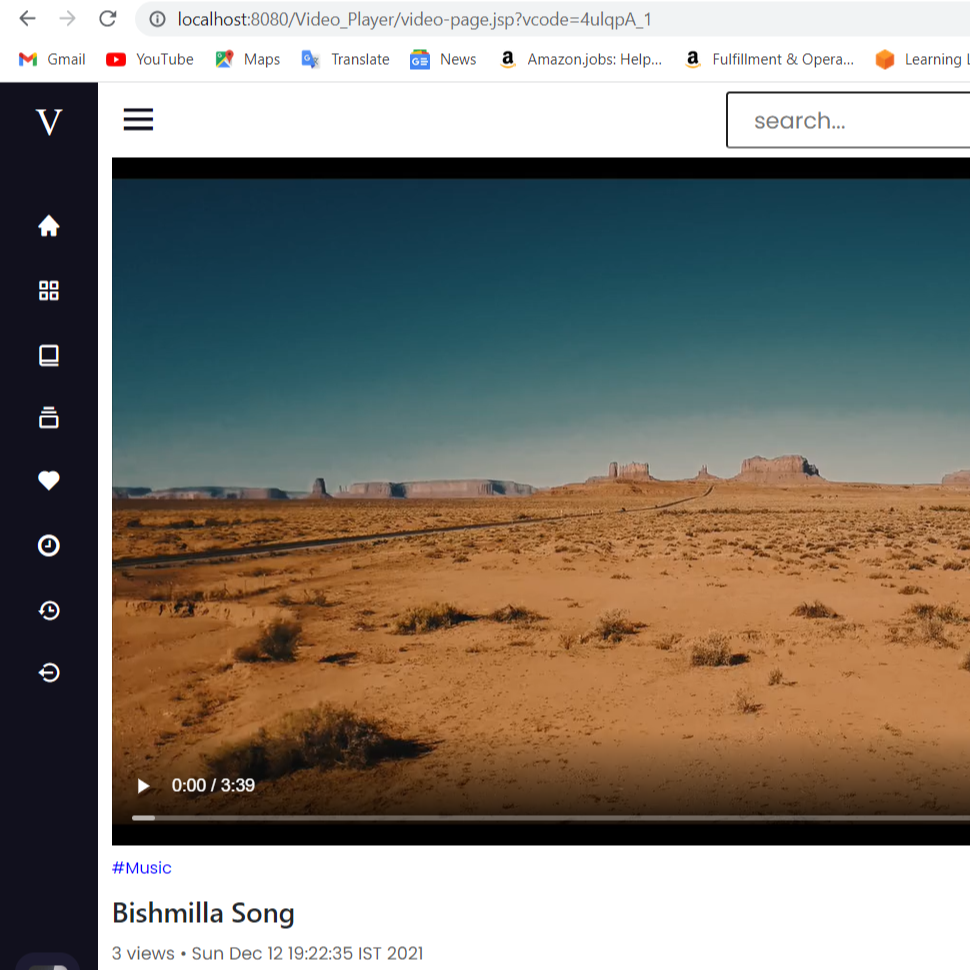 localhost:8080/Video_Player/video-page.jsp?vcode=4ulqpA_1
Gmail YouTube Maps Translate News Amazon.jobs: Help... Fulfillment & Opera... Learning
V
search...
0:00 / 3:39
#Music
Bishmilla Song
3 views • Sun Dec 12 19:22:35 IST 2021